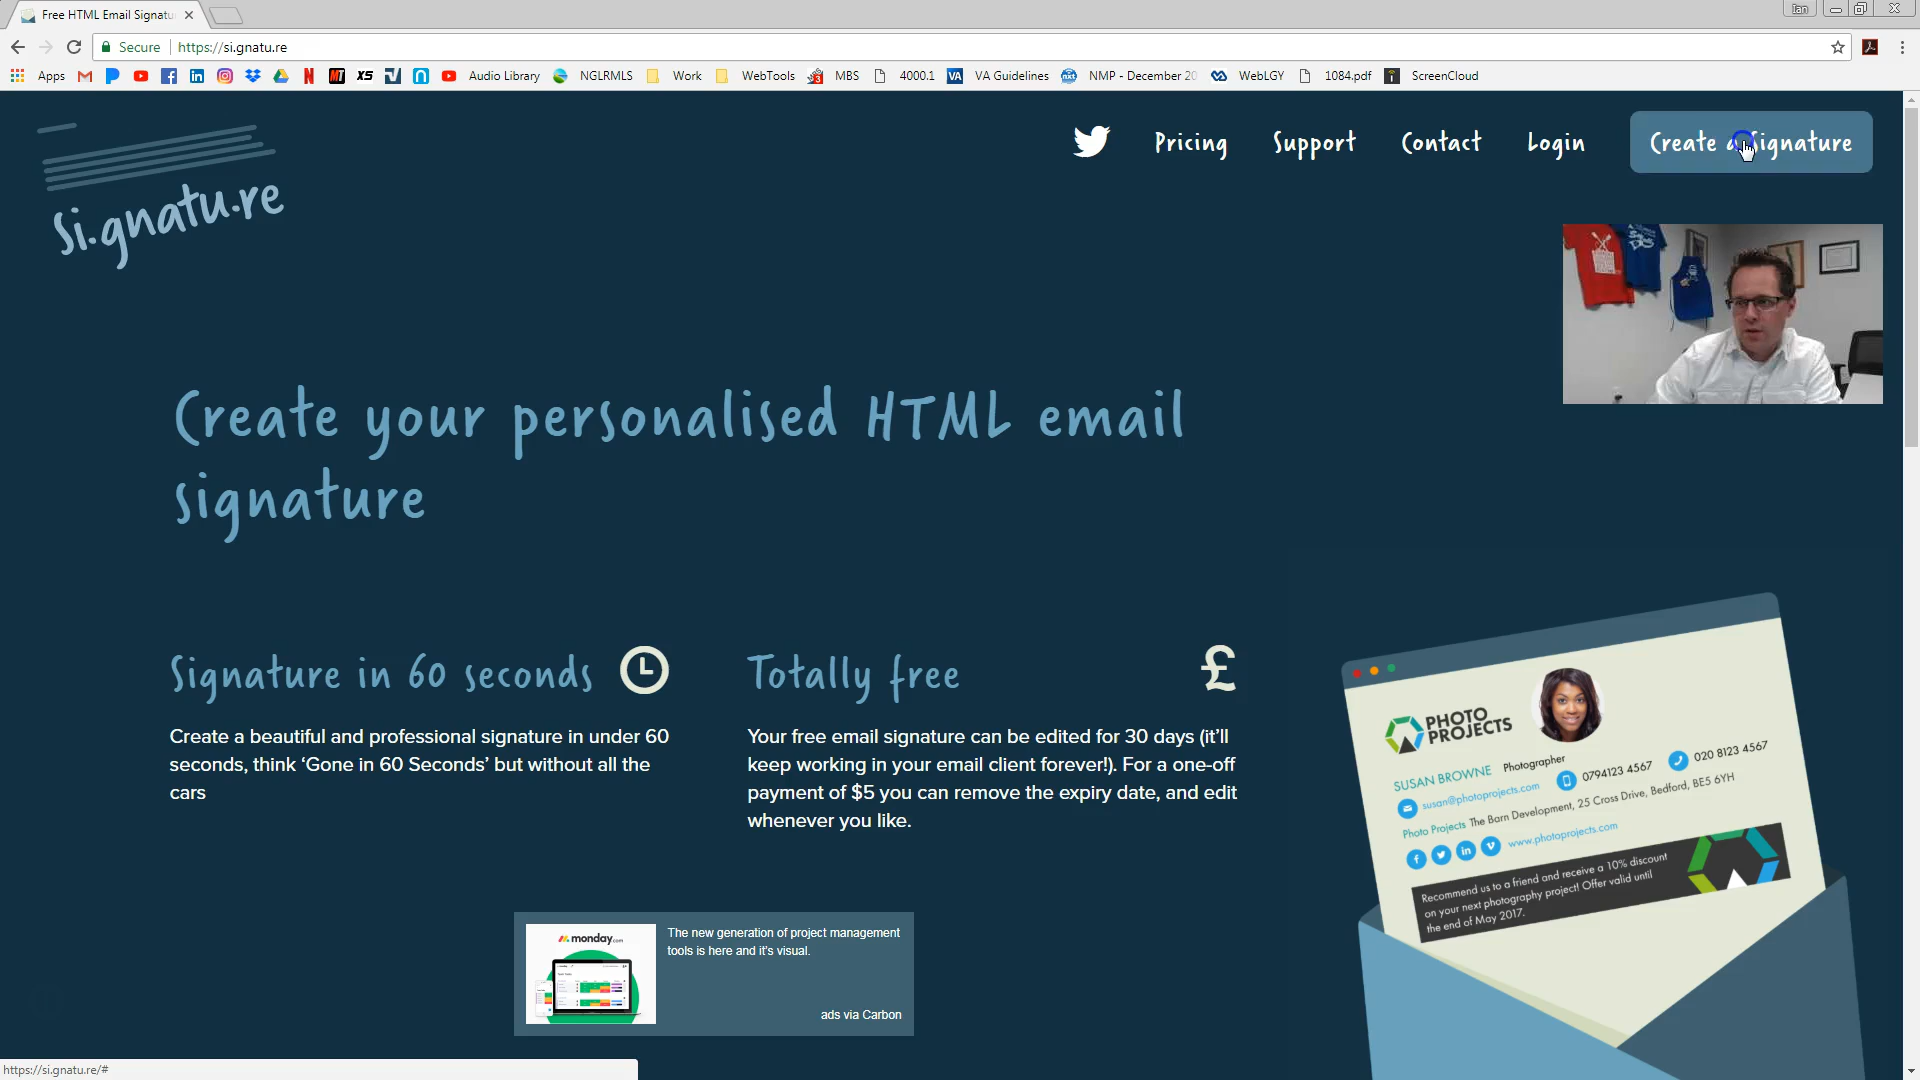 Free HTML Email Signatu
Ian
Secure
https://si.gnatu.re
Apps
Audio Library
NGLRMLS
Work
WebTools
MBS
4000.1
VA Guidelines
NMP - December 20
WebLGY
1084.pdf
ScreenCloud
si.gnatu.re
Pricing
Support
Contact
Login
Create a Signature
Create your personalised HTML email
signature
Signature in 60 seconds
Create a beautiful and professional signature in under 60
seconds, think ‘Gone in 60 Seconds’ but without all the
cars
Totally free
£
Your free email signature can be edited for 30 days (it’ll
keep working in your email client forever!). For a one-off
payment of $5 you can remove the expiry date, and edit
whenever you like.
PHOTO
PROJECTS
SUSAN BROWNE Photographer
0794123 4567
020 8123 4567
susan@photoprojects.com
Photo Projects The Barn Development, 25 Cross Drive, Bedford, BE5 6YH
www.photoprojects.com
Recommend us to a friend and receive a 10% discount
on your next photography project! Offer valid until
the end of May 2017.
monday.com
The new generation of project management
tools is here and it's visual.
ads via Carbon
https://si.gnatu.re/#